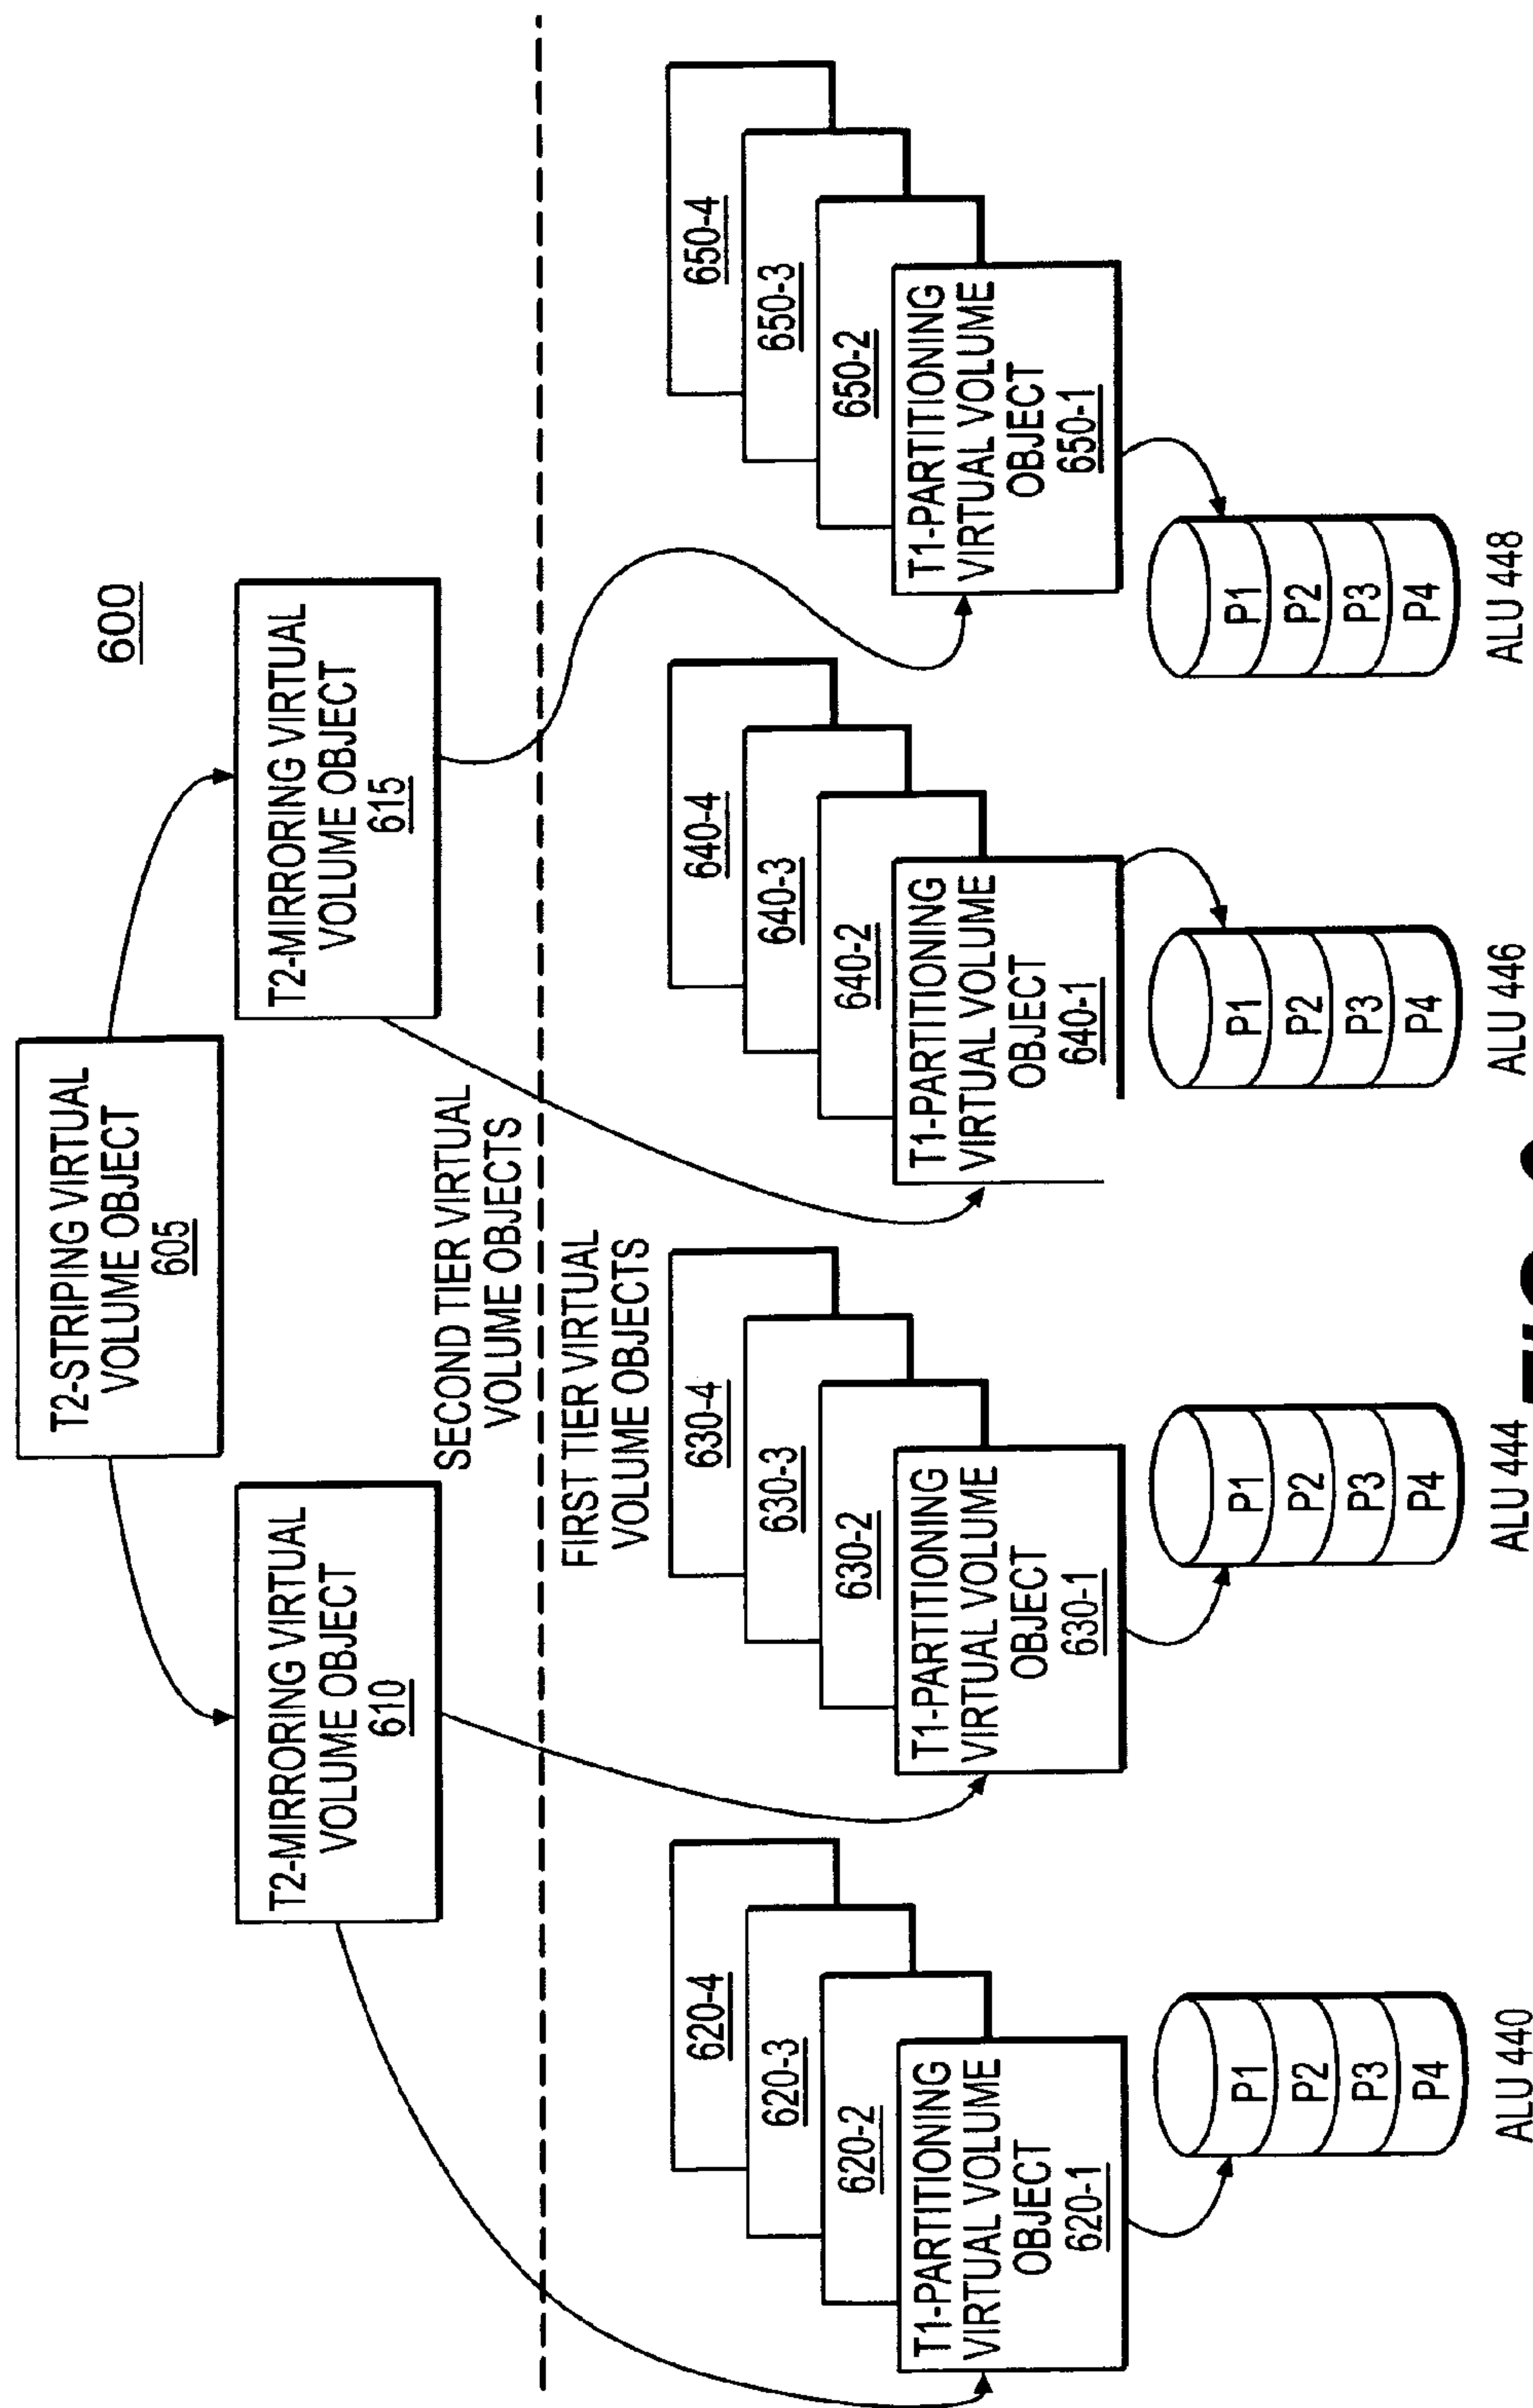 600
T2-STRIPING VIRTUAL
VOLUME OBJECT
605
T2-MIRRORING VIRTUAL
VOLUME OBJECT
610
T2-MIRRORING VIRTUAL
VOLUME OBJECT
615
SECOND TIER VIRTUAL
VOLUME OBJECTS
FIRST TIER VIRTUAL
VOLUME OBJECTS
620-4
620-3
620-2
T1-PARTITIONING
VIRTUAL VOLUME
OBJECT
620-1
630-4
630-3
630-2
T1-PARTITIONING
VIRTUAL VOLUME
OBJECT
630-1
640-4
640-3
640-2
T1-PARTITIONING
VIRTUAL VOLUME
OBJECT
640-1
650-4
650-3
650-2
T1-PARTITIONING
VIRTUAL VOLUME
OBJECT
650-1
P1
P2
P3
P4
ALU 440
P1
P2
P3
P4
ALU 444
P1
P2
P3
P4
ALU 446
P1
P2
P3
P4
ALU 448